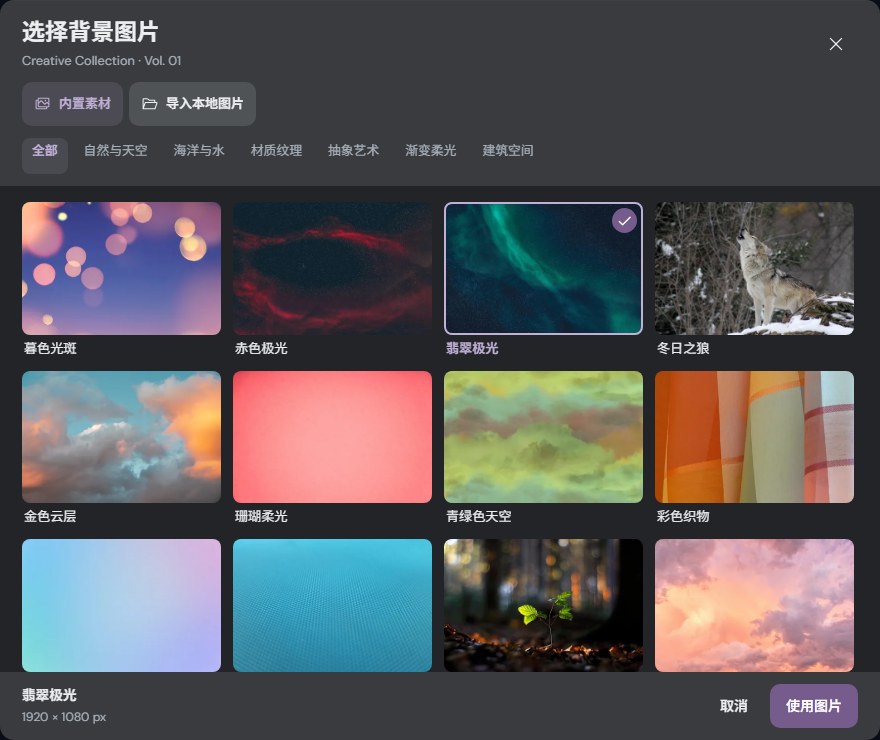 选择背景图片
Creative Collection · Vol. 01
内置素材 导入本地图片
全部 自然与天空 海洋与水 材质纹理 抽象艺术 渐变柔光 建筑空间
暮色光斑 赤色极光 翡翠极光 冬日之狼
金色云层 珊瑚柔光 青绿色天空 彩色织物
翡翠极光
1920 × 1080 px
取消 使用图片